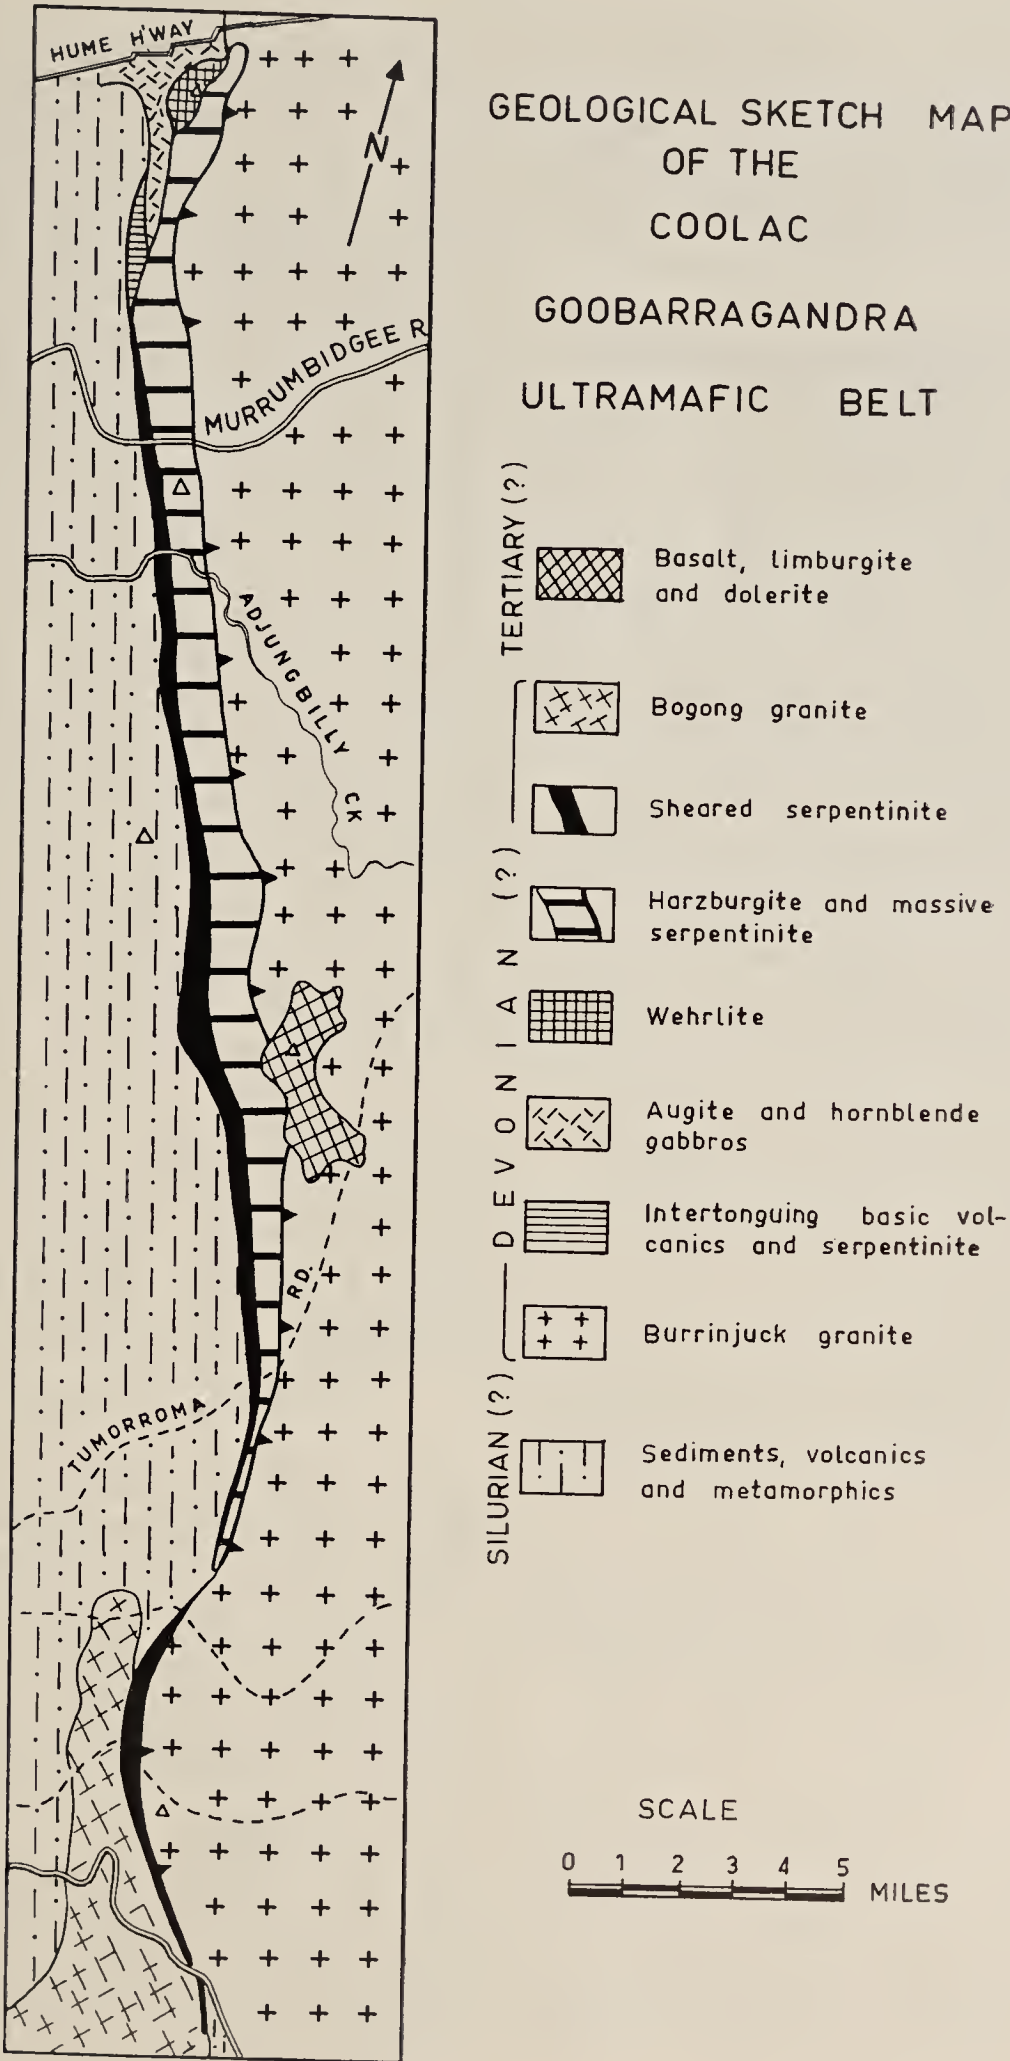 HUME H'WAY
N
MURRUMBIDGEE R
ADJUNGBILLY CK
TUMORROMA RD.
GEOLOGICAL SKETCH MAP
OF THE
COOLAC
GOOBARRAGANDRA
ULTRAMAFIC BELT
TERTIARY (?)
Basalt, limburgite
and dolerite
DEVONIAN (?)
Bogong granite
Sheared serpentinite
Harzburgite and massive
serpentinite
Wehrlite
Augite and hornblende
gabbros
Intertonguing basic vol-
canics and serpentinite
Burrinjuck granite
SILURIAN (?)
Sediments, volcanics
and metamorphics
SCALE
0 1 2 3 4 5
MILES